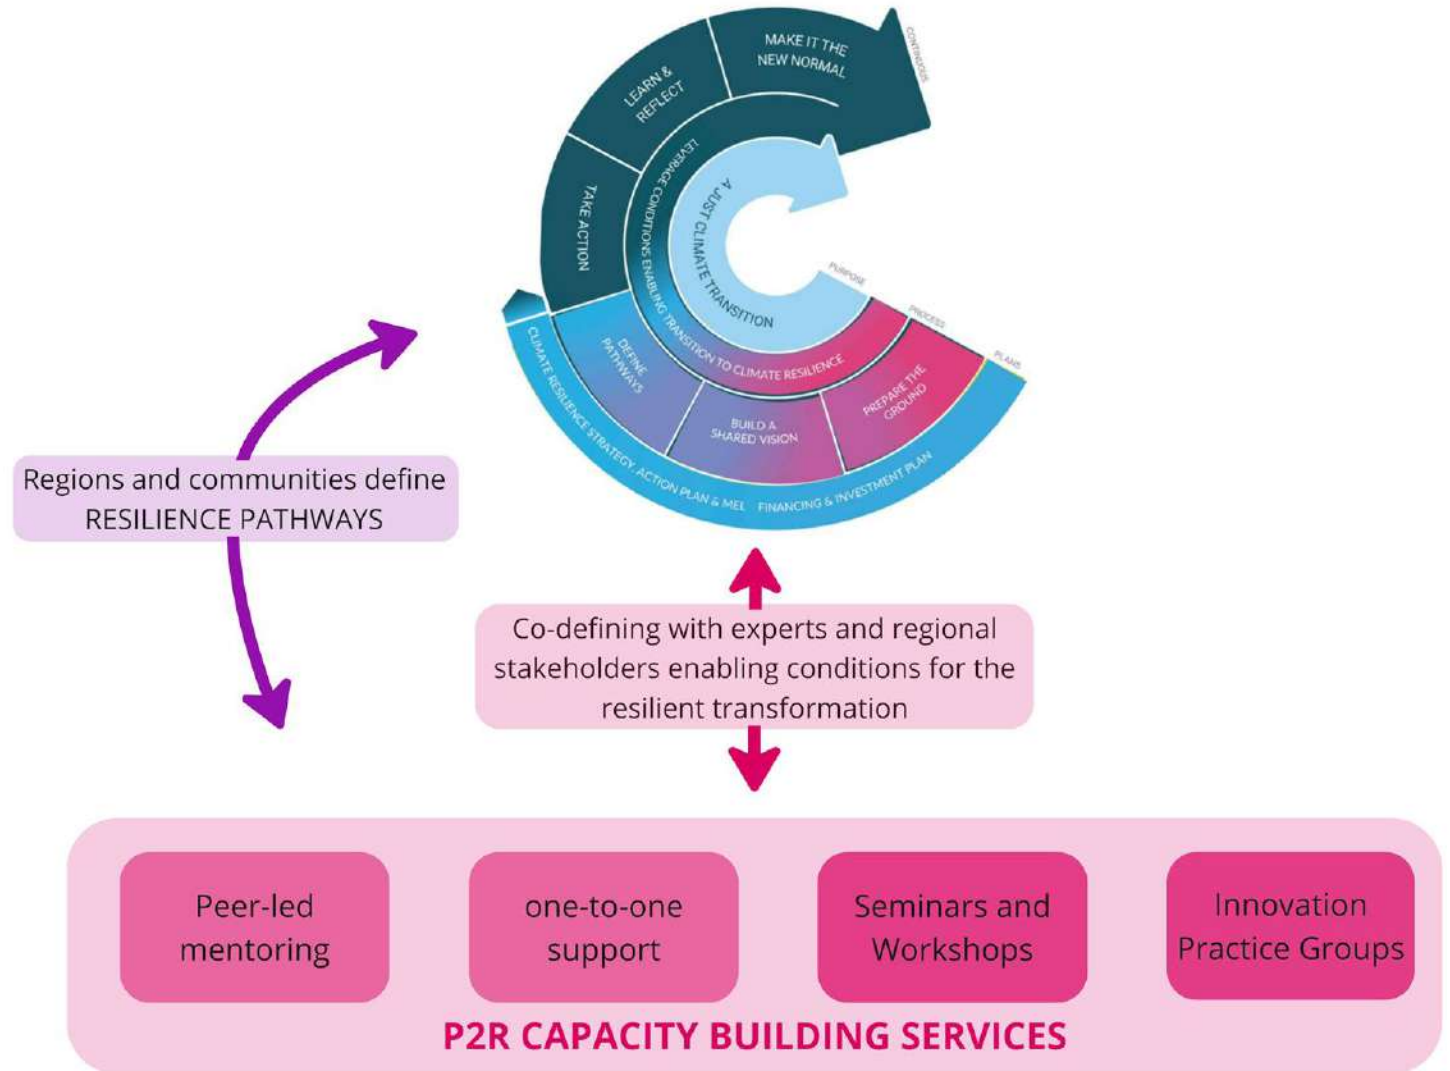 MAKE IT THE
NEW NORMAL
CONTINUOUS
LEARN &
REFLECT
TAKE ACTION
LEVERAGE CONDITIONS ENABLING TRANSITION TO CLIMATE RESILIENCE
A JUST CLIMATE TRANSITION
PURPOSE
PROCESS
PLANS
DEFINE
PATHWAYS
BUILD A
SHARED VISION
PREPARE THE
GROUND
CLIMATE RESILIENCE STRATEGY, ACTION PLAN & MEL
FINANCING & INVESTMENT PLAN
Regions and communities define
RESILIENCE PATHWAYS
Co-defining with experts and regional
stakeholders enabling conditions for the
resilient transformation
Peer-led
mentoring
one-to-one
support
Seminars and
Workshops
Innovation
Practice Groups
P2R CAPACITY BUILDING SERVICES